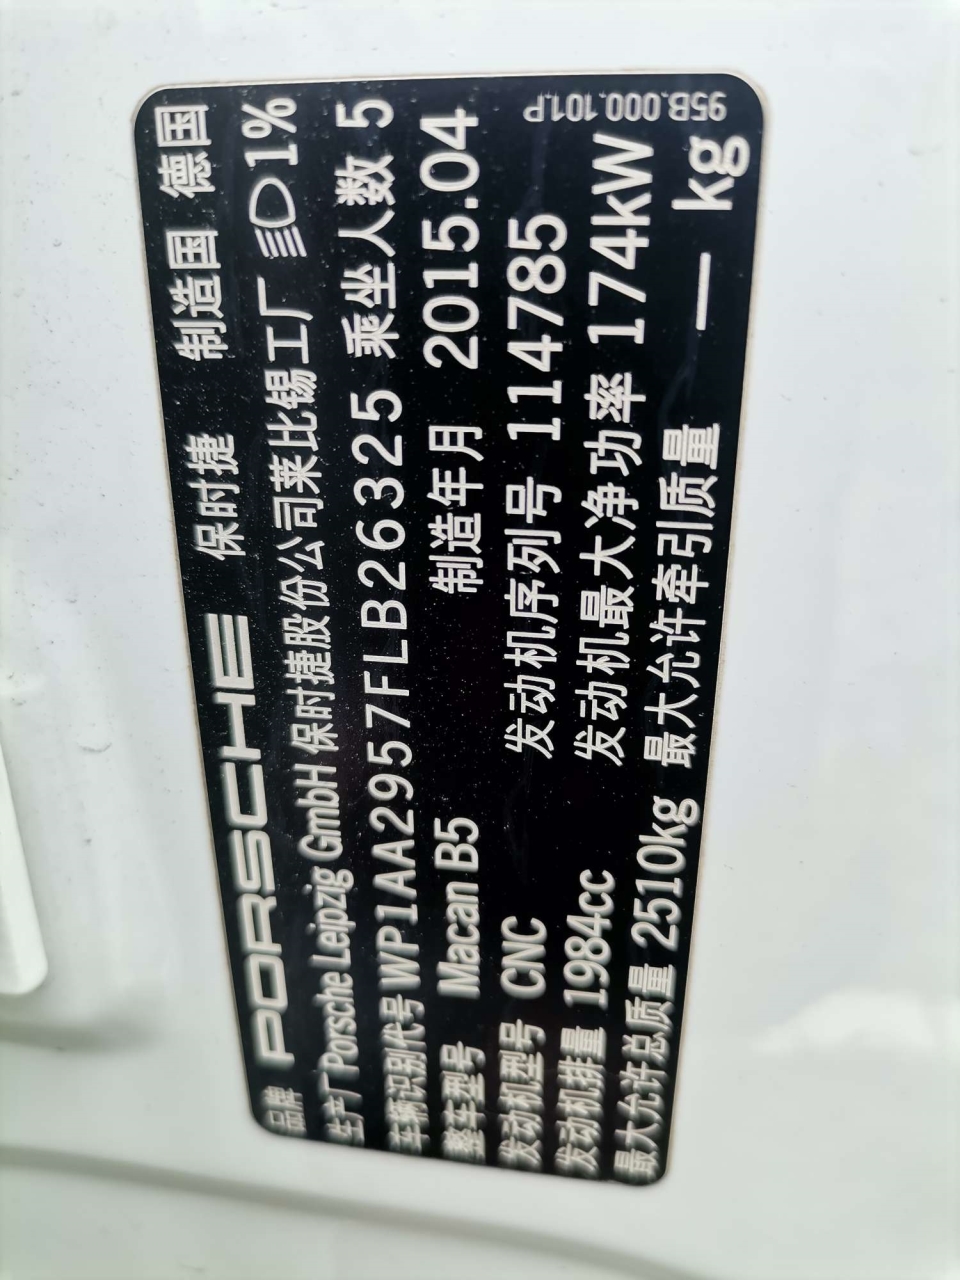 品牌 PORSCHE 保时捷 制造国 德国
生产厂 Porsche Leipzig GmbH 保时捷股份公司莱比锡工厂 1%
车辆识别代号 WP1AA2957FLB26325 乘坐人数 5
整车型号 Macan B5 制造年月 2015.04
发动机型号 CNC 发动机序列号 114785
发动机排量 1984cc 发动机最大净功率 174kW
最大允许总质量 2510kg 最大允许牵引质量 — kg
95B.000.101.P